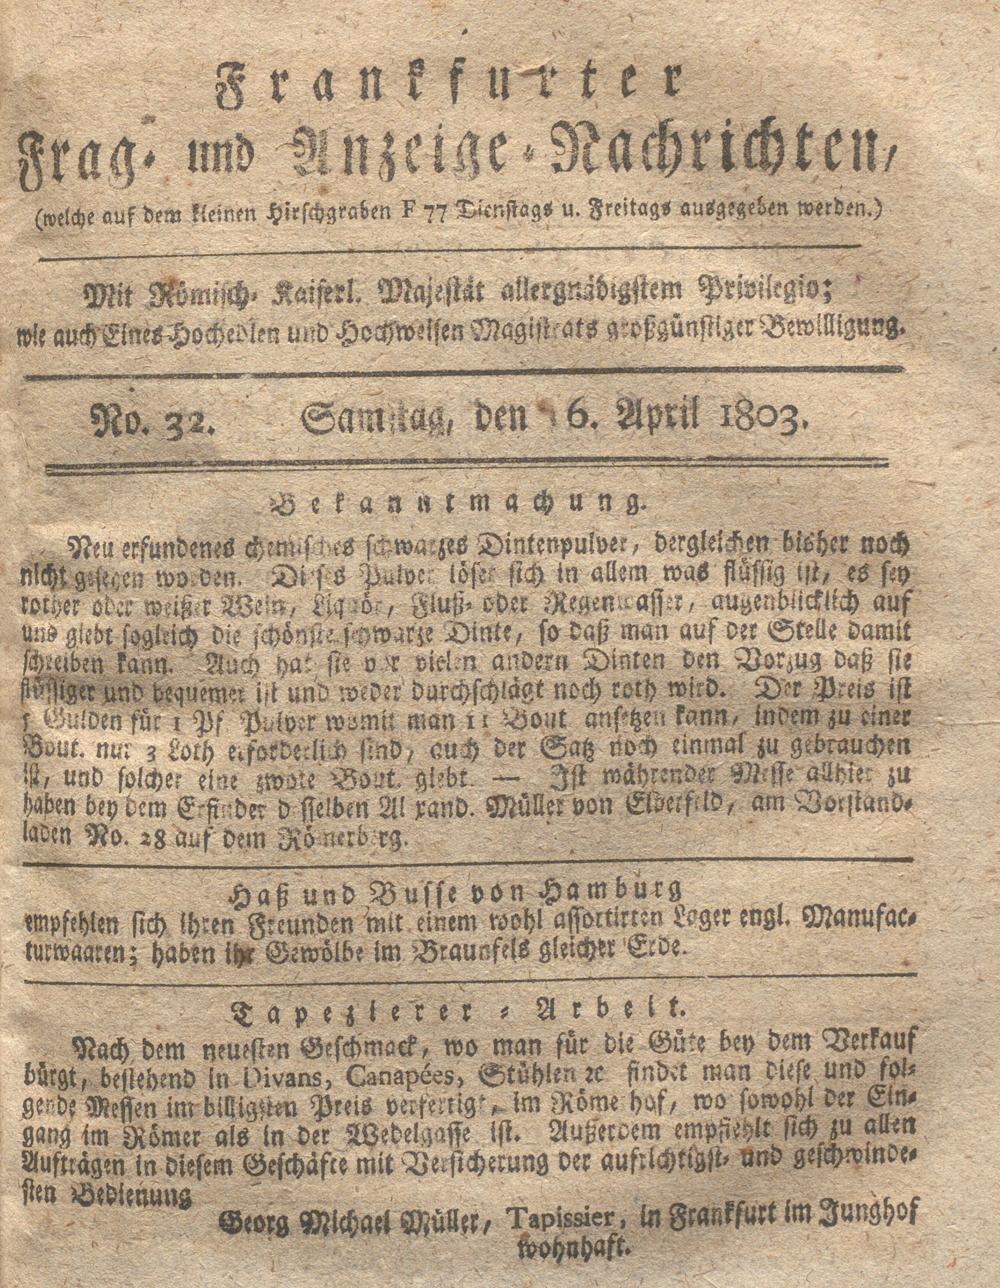 Frankfurter
Frag- und Anzeige-Nachrichten,
(welche auf dem kleinen Hirschgraben F 77 Dienstags u. Freitags ausgegeben werden.)
Mit Römisch-Kaiserl. Majestät allergnädigstem Privilegio;
wie auch Eines Hochedlen und Hochweisen Magistrats großgünstiger Bewilligung.
No. 32. Samstag, den 16. April 1803.
Bekanntmachung.
Neu erfundenes chemisches schwarzes Dintenpulver, dergleichen bisher noch
nicht gesehen worden. Dieses Pulver löset sich in allem was flüssig ist, es sey
rother oder weißer Wein, Liquör, Fluß- oder Regenwasser, augenblicklich auf
und giebt sogleich die schönste schwarze Dinte, so daß man auf der Stelle damit
schreiben kann. Auch hat sie vor vielen andern Dinten den Vorzug daß sie
flüssiger und bequemer ist und weder durchschlägt noch roth wird. Der Preis ist
Gulden für 1 Pf. Pulver womit man 11 Bout. ansetzen kann, indem zu einer
Bout. nur 3 Loth erforderlich sind, auch der Satz noch einmal zu gebrauchen
ist, und solcher eine zwote Bout. giebt. — Ist während der Messe allhier zu
haben bey dem Erfinder desselben Alexand. Müller von Elberfeld, am Vorstand-
laden No. 28 auf dem Römerberg.
Haß und Busse von Hamburg
empfehlen sich ihren Freunden mit einem wohl assortirten Lager engl. Manufac-
turwaaren; haben ihr Gewölbe im Braunfels gleicher Erde.
Tapezierer-Arbeit.
Nach dem neuesten Geschmack, wo man für die Güte bey dem Verkauf
bürgt, bestehend in Divans, Canapées, Stühlen ꝛc findet man diese und fol-
gende Messen im billigsten Preis verfertigt, im Römerhof, wo sowohl der Ein-
gang im Römer als in der Wedelgasse ist. Außerdem empfiehlt sich zu allen
Aufträgen in diesem Geschäfte mit Versicherung der aufrichtigst- und geschwinde-
sten Bedienung
Georg Michael Müller, Tapissier, in Frankfurt im Junghof
wohnhaft.